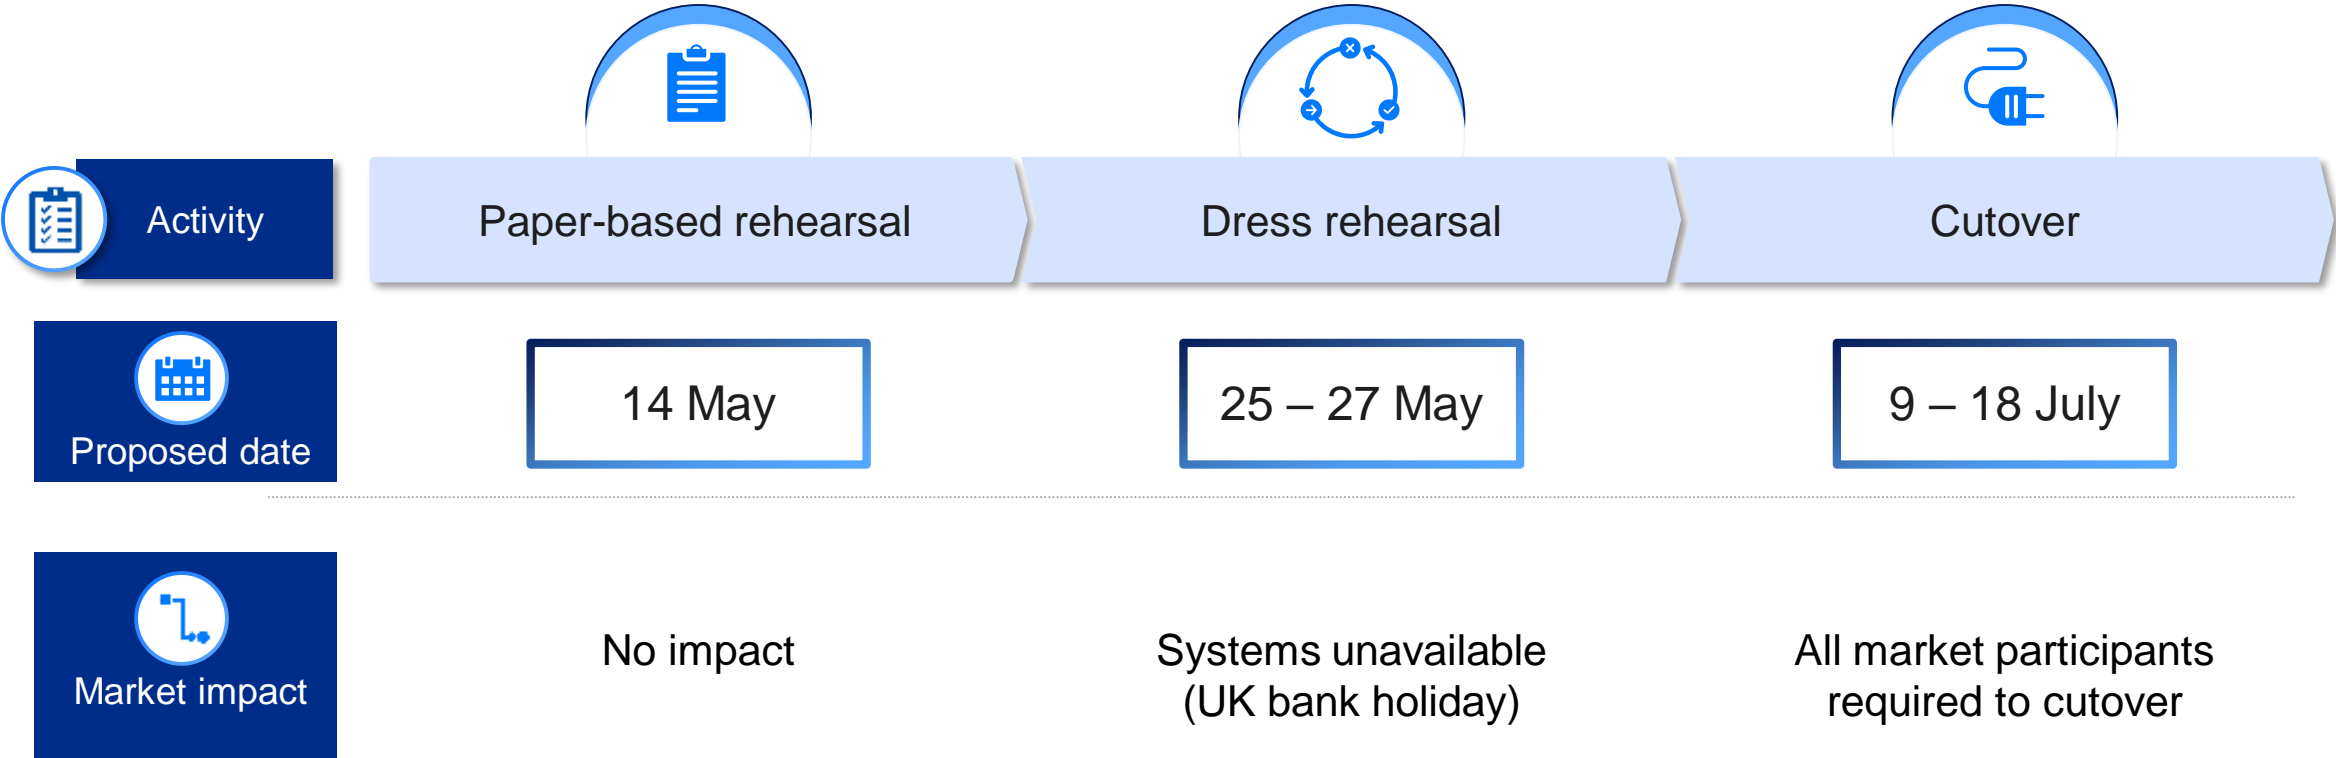 Activity
Paper-based rehearsal
Dress rehearsal
Cutover
Proposed date
14 May
25 – 27 May
9 – 18 July
Market impact
No impact
Systems unavailable
(UK bank holiday)
All market participants
required to cutover